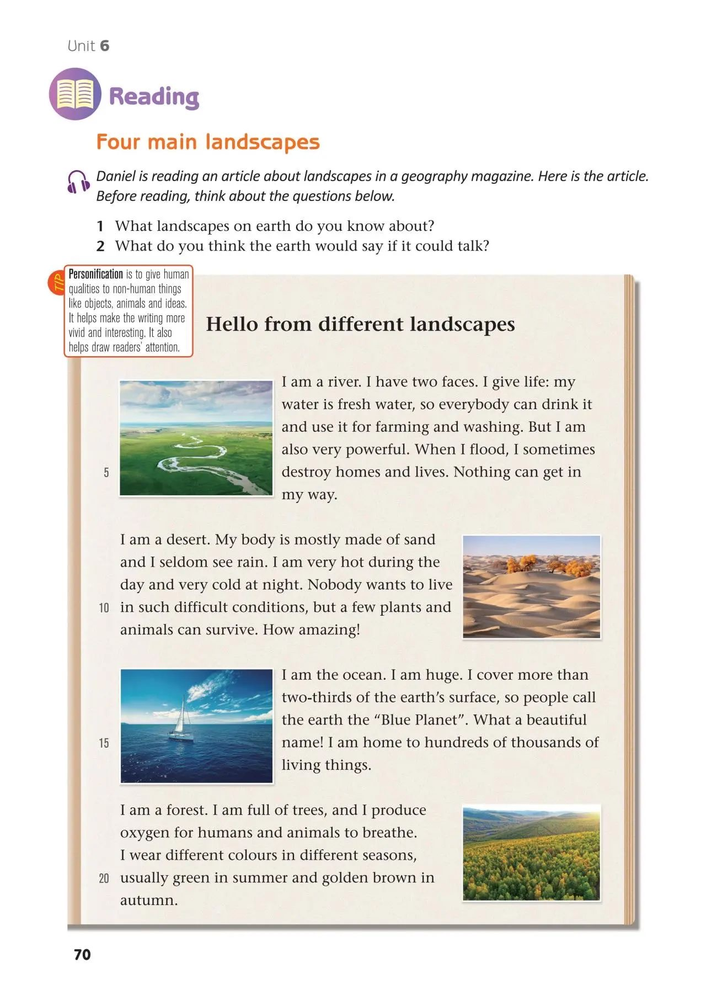 Unit 6
Reading
Four main landscapes
Daniel is reading an article about landscapes in a geography magazine. Here is the article.
Before reading, think about the questions below.
1 What landscapes on earth do you know about?
2 What do you think the earth would say if it could talk?
TIP
Personification is to give human
qualities to non-human things
like objects, animals and ideas.
It helps make the writing more
vivid and interesting. It also
helps draw readers’ attention.
Hello from different landscapes
I am a river. I have two faces. I give life: my
water is fresh water, so everybody can drink it
and use it for farming and washing. But I am
also very powerful. When I flood, I sometimes
5 destroy homes and lives. Nothing can get in
my way.
I am a desert. My body is mostly made of sand
and I seldom see rain. I am very hot during the
day and very cold at night. Nobody wants to live
10 in such difficult conditions, but a few plants and
animals can survive. How amazing!
I am the ocean. I am huge. I cover more than
two-thirds of the earth’s surface, so people call
the earth the “Blue Planet”. What a beautiful
15 name! I am home to hundreds of thousands of
living things.
I am a forest. I am full of trees, and I produce
oxygen for humans and animals to breathe.
I wear different colours in different seasons,
20 usually green in summer and golden brown in
autumn.
70